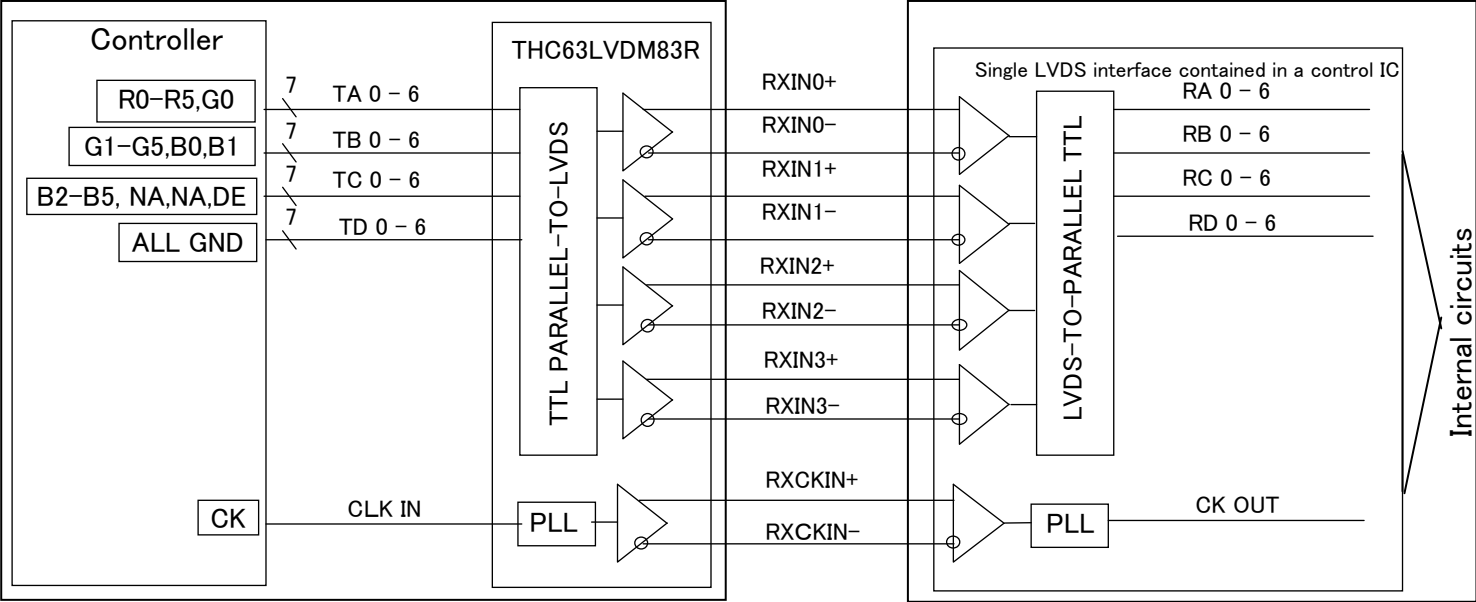 Controller
R0-R5,G0
G1-G5,B0,B1
B2-B5, NA,NA,DE
ALL GND
CK
7
TA 0 - 6
7
TB 0 - 6
7
TC 0 - 6
7
TD 0 - 6
CLK IN
THC63LVDM83R
TTL PARALLEL-TO-LVDS
PLL
RXIN0+
RXIN0-
RXIN1+
RXIN1-
RXIN2+
RXIN2-
RXIN3+
RXIN3-
RXCKIN+
RXCKIN-
Single LVDS interface contained in a control IC
LVDS-TO-PARALLEL TTL
PLL
RA 0 - 6
RB 0 - 6
RC 0 - 6
RD 0 - 6
CK OUT
Internal circuits